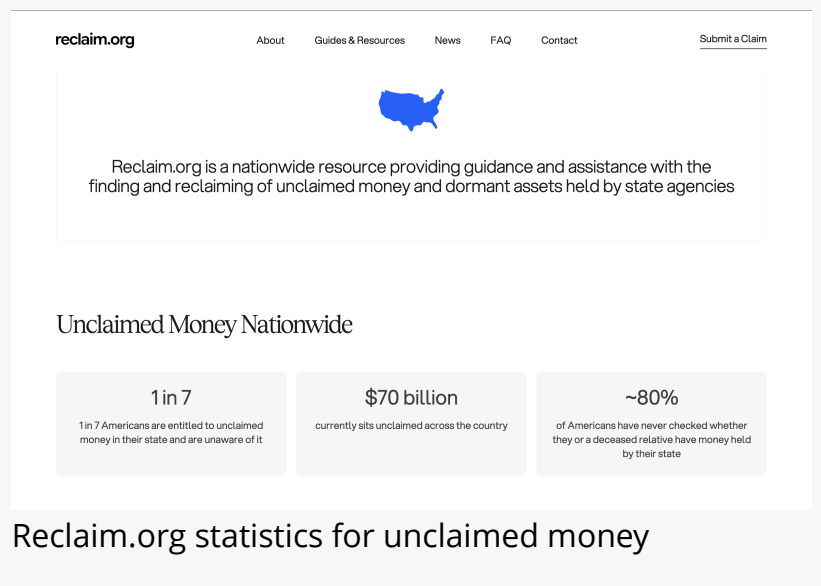 reclaim.org
About
Guides & Resources
News
FAQ
Contact
Submit a Claim
Reclaim.org is a nationwide resource providing guidance and assistance with the
finding and reclaiming of unclaimed money and dormant assets held by state agencies
Unclaimed Money Nationwide
1 in 7
1 in 7 Americans are entitled to unclaimed
money in their state and are unaware of it
$70 billion
currently sits unclaimed across the country
~80%
of Americans have never checked whether
they or a deceased relative have money held
by their state
Reclaim.org statistics for unclaimed money